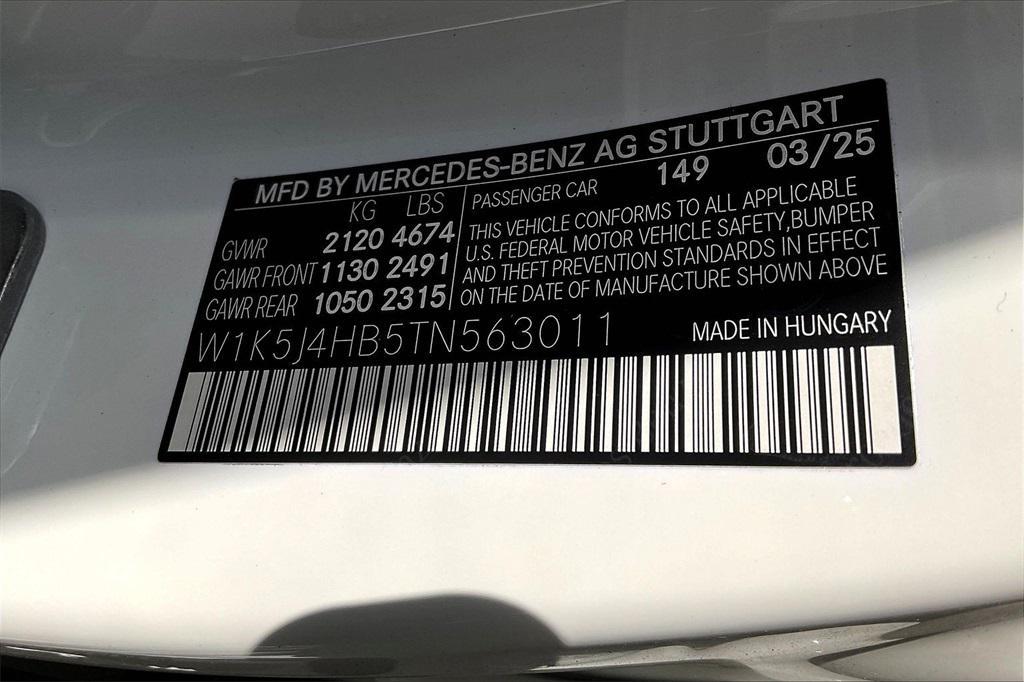 MFD BY MERCEDES-BENZ AG STUTTGART
KG LBS
GVWR 2120 4674
GAWR FRONT 1130 2491
GAWR REAR 1050 2315
PASSENGER CAR 149 03/25
THIS VEHICLE CONFORMS TO ALL APPLICABLE
U.S. FEDERAL MOTOR VEHICLE SAFETY,BUMPER
AND THEFT PREVENTION STANDARDS IN EFFECT
ON THE DATE OF MANUFACTURE SHOWN ABOVE
W1K5J4HB5TN563011
MADE IN HUNGARY